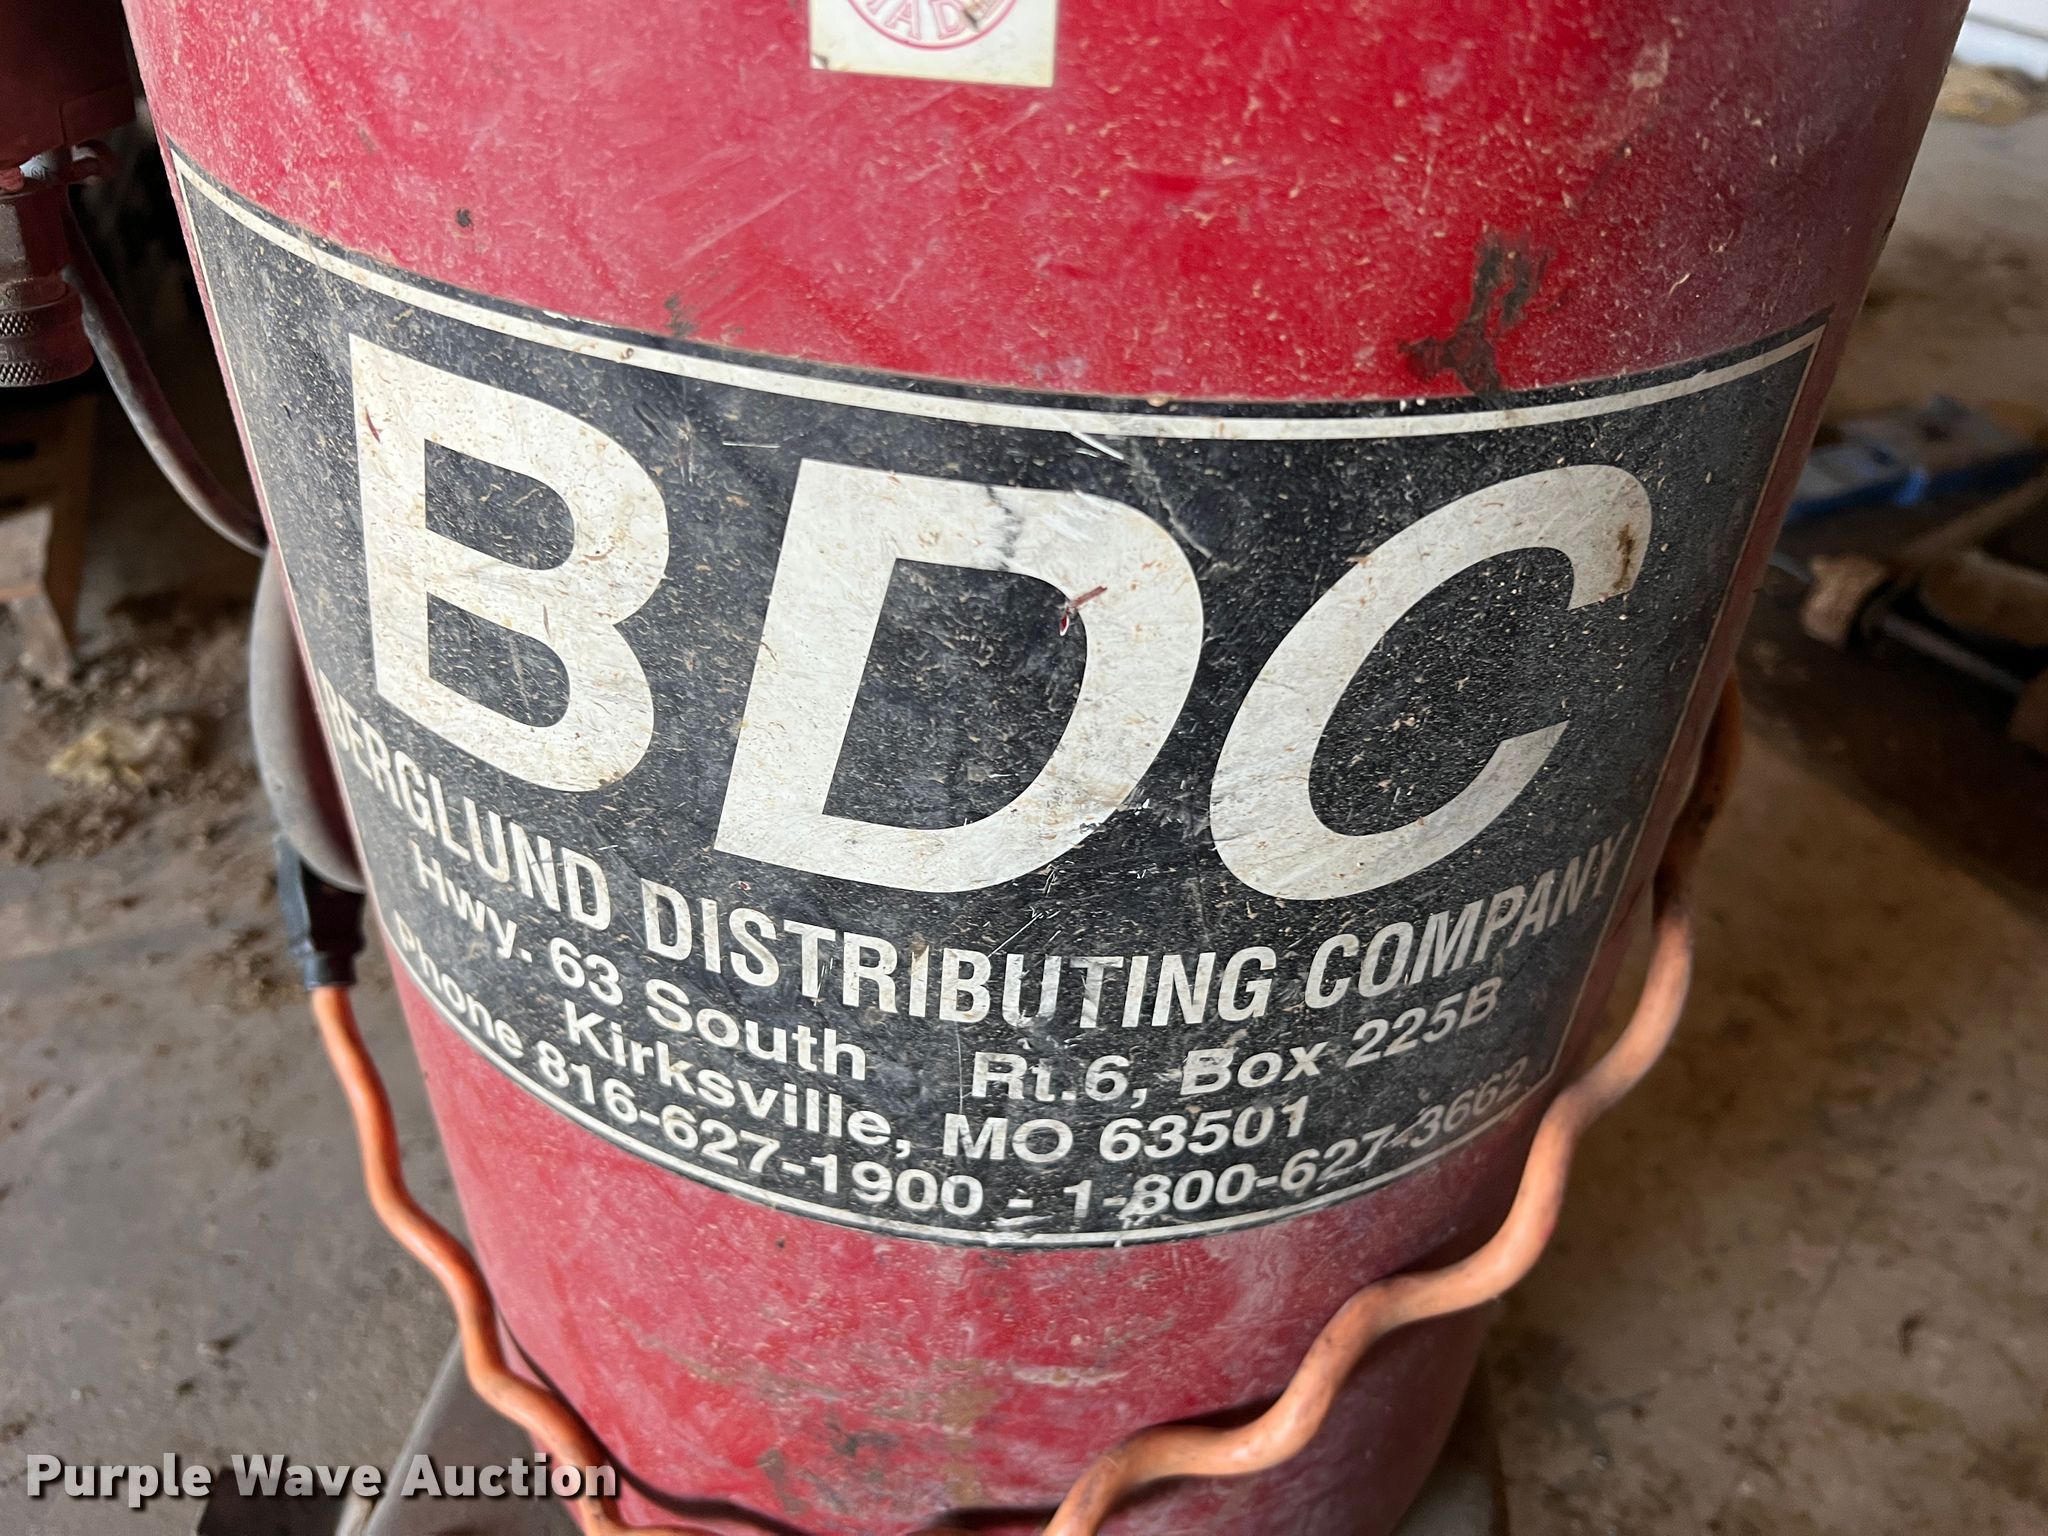 BDC
BERGLUND DISTRIBUTING COMPANY
Hwy. 63 South Rt.6, Box 225B
Kirksville, MO 63501
Phone 816-627-1900 - 1-800-627-3662
Purple Wave Auction